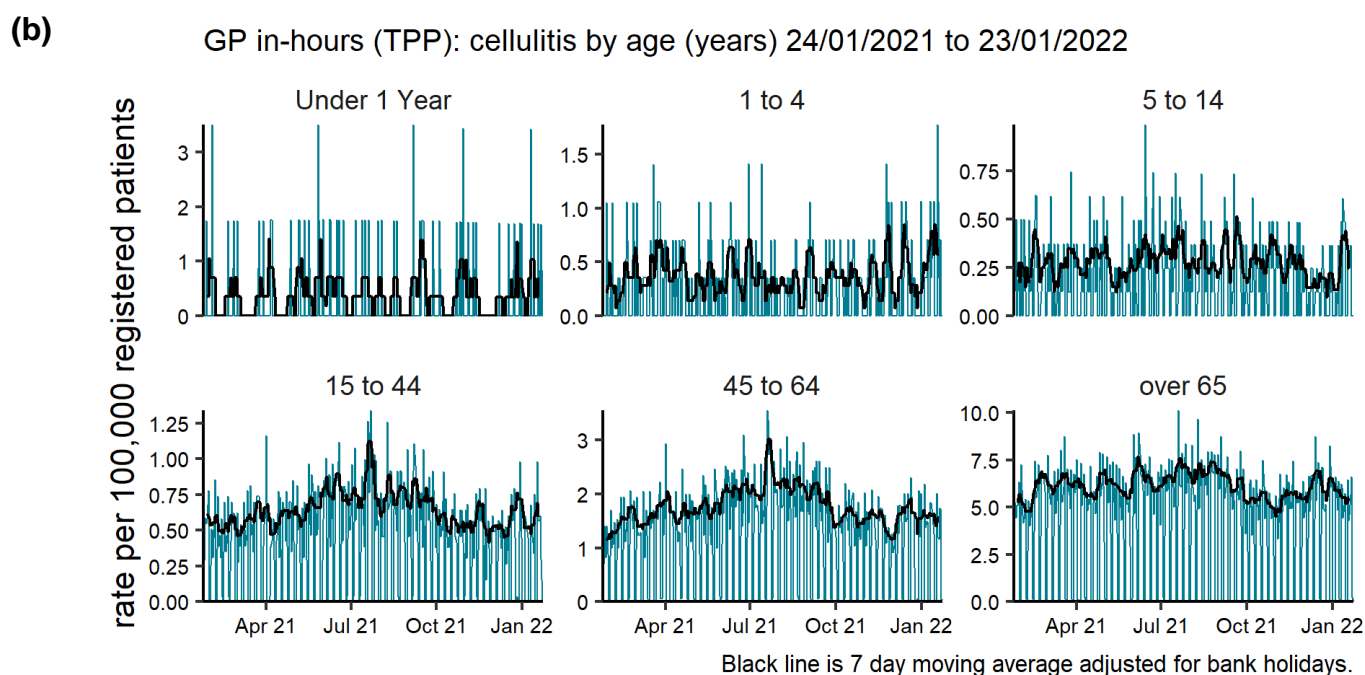 (b)
GP in-hours (TPP): cellulitis by age (years) 24/01/2021 to 23/01/2022
rate per 100,000 registered patients
Under 1 Year
3
2
1
0
1 to 4
1.5
1.0
0.5
0.0
5 to 14
0.75
0.50
0.25
0.00
15 to 44
1.25
1.00
0.75
0.50
0.25
0.00
Apr 21 Jul 21 Oct 21 Jan 22
45 to 64
3
2
1
0
Apr 21 Jul 21 Oct 21 Jan 22
over 65
10.0
7.5
5.0
2.5
0.0
Apr 21 Jul 21 Oct 21 Jan 22
Black line is 7 day moving average adjusted for bank holidays.